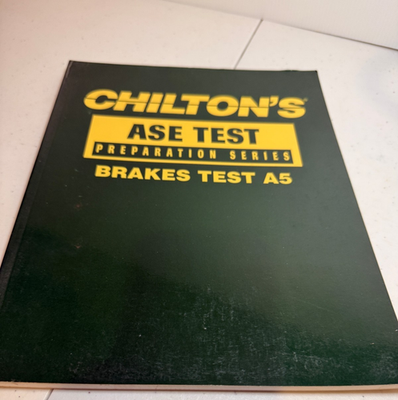 CHILTON'S
ASE TEST
PREPARATION SERIES
BRAKES TEST A5